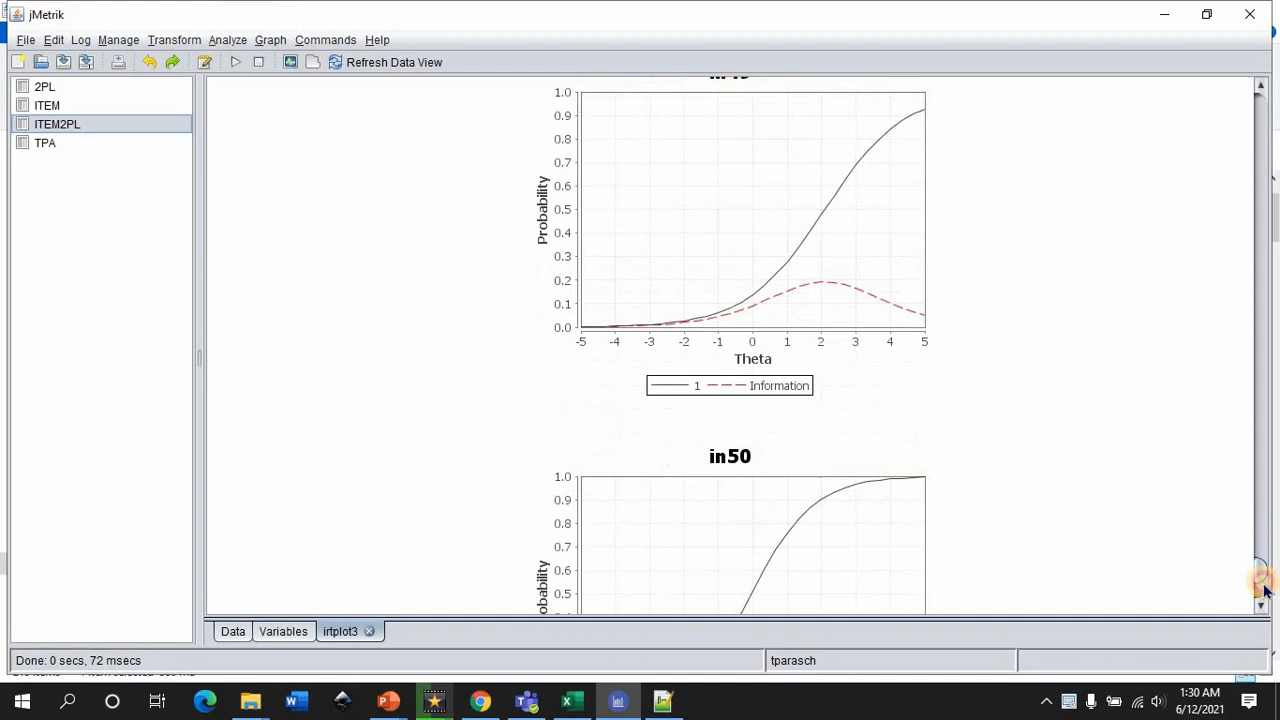 jMetrik
File Edit Log Manage Transform Analyze Graph Commands Help
Refresh Data View
2PL
ITEM
ITEM2PL
TPA
1.0
0.9
0.8
0.7
0.6
0.5
0.4
0.3
0.2
0.1
0.0
Probability
-5 -4 -3 -2 -1 0 1 2 3 4 5
Theta
1 Information
in50
1.0
0.9
0.8
0.7
0.6
0.5
Data Variables irtplot3
Done: 0 secs, 72 msecs tparasch
1:30 AM
6/12/2021